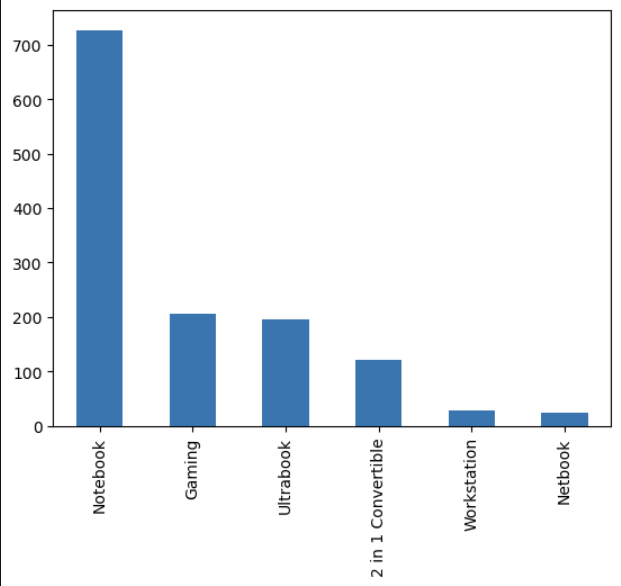 700
600
500
400
300
200
100
0
Notebook
Gaming
Ultrabook
2 in 1 Convertible
Workstation
Netbook